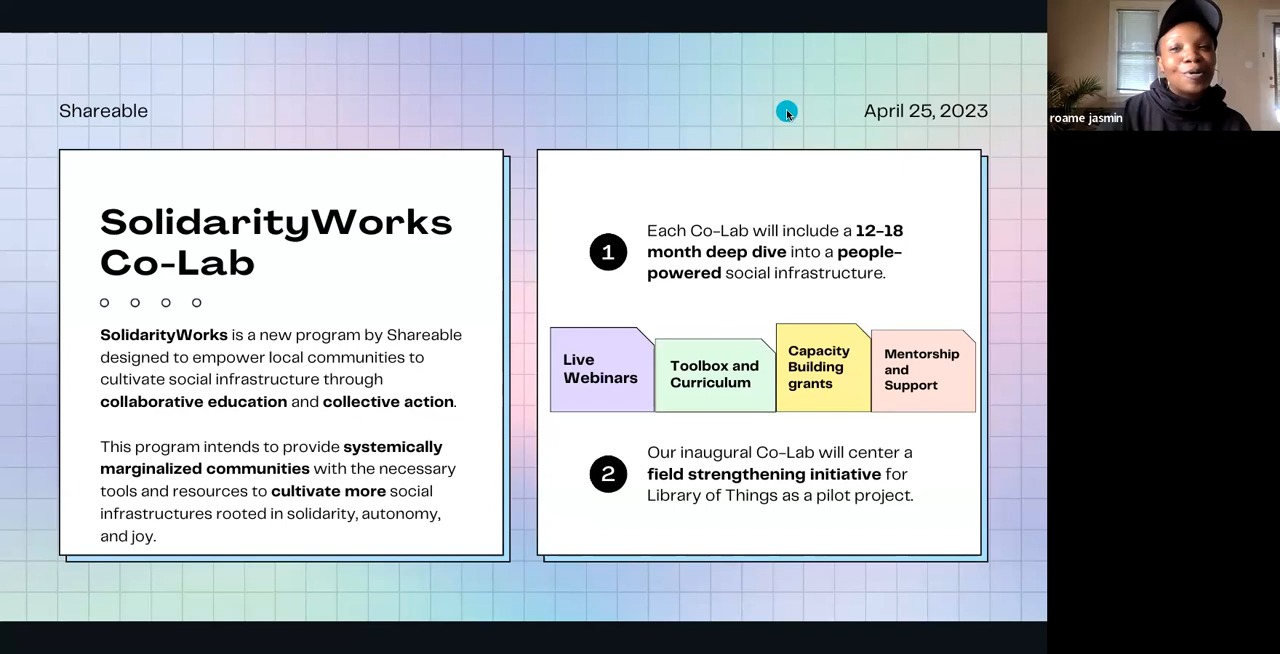 Shareable
April 25, 2023
roame jasmin
SolidarityWorks
Co-Lab
SolidarityWorks is a new program by Shareable
designed to empower local communities to
cultivate social infrastructure through
collaborative education and collective action.
This program intends to provide systemically
marginalized communities with the necessary
tools and resources to cultivate more social
infrastructures rooted in solidarity, autonomy,
and joy.
1
Each Co-Lab will include a 12-18
month deep dive into a people-
powered social infrastructure.
Live
Webinars
Toolbox and
Curriculum
Capacity
Building
grants
Mentorship
and
Support
2
Our inaugural Co-Lab will center a
field strengthening initiative for
Library of Things as a pilot project.